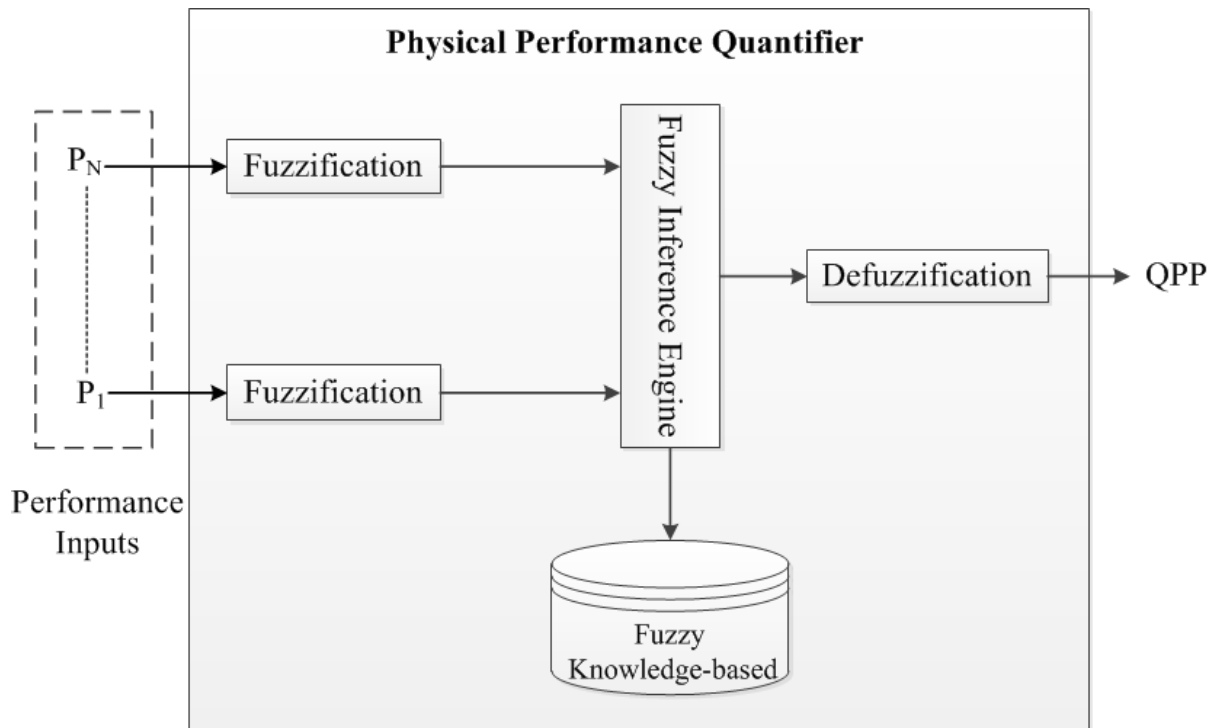 Physical Performance Quantifier
P_N
Fuzzification
Fuzzy Inference Engine
Defuzzification
QPP
P_1
Fuzzification
Performance
Inputs
Fuzzy
Knowledge-based